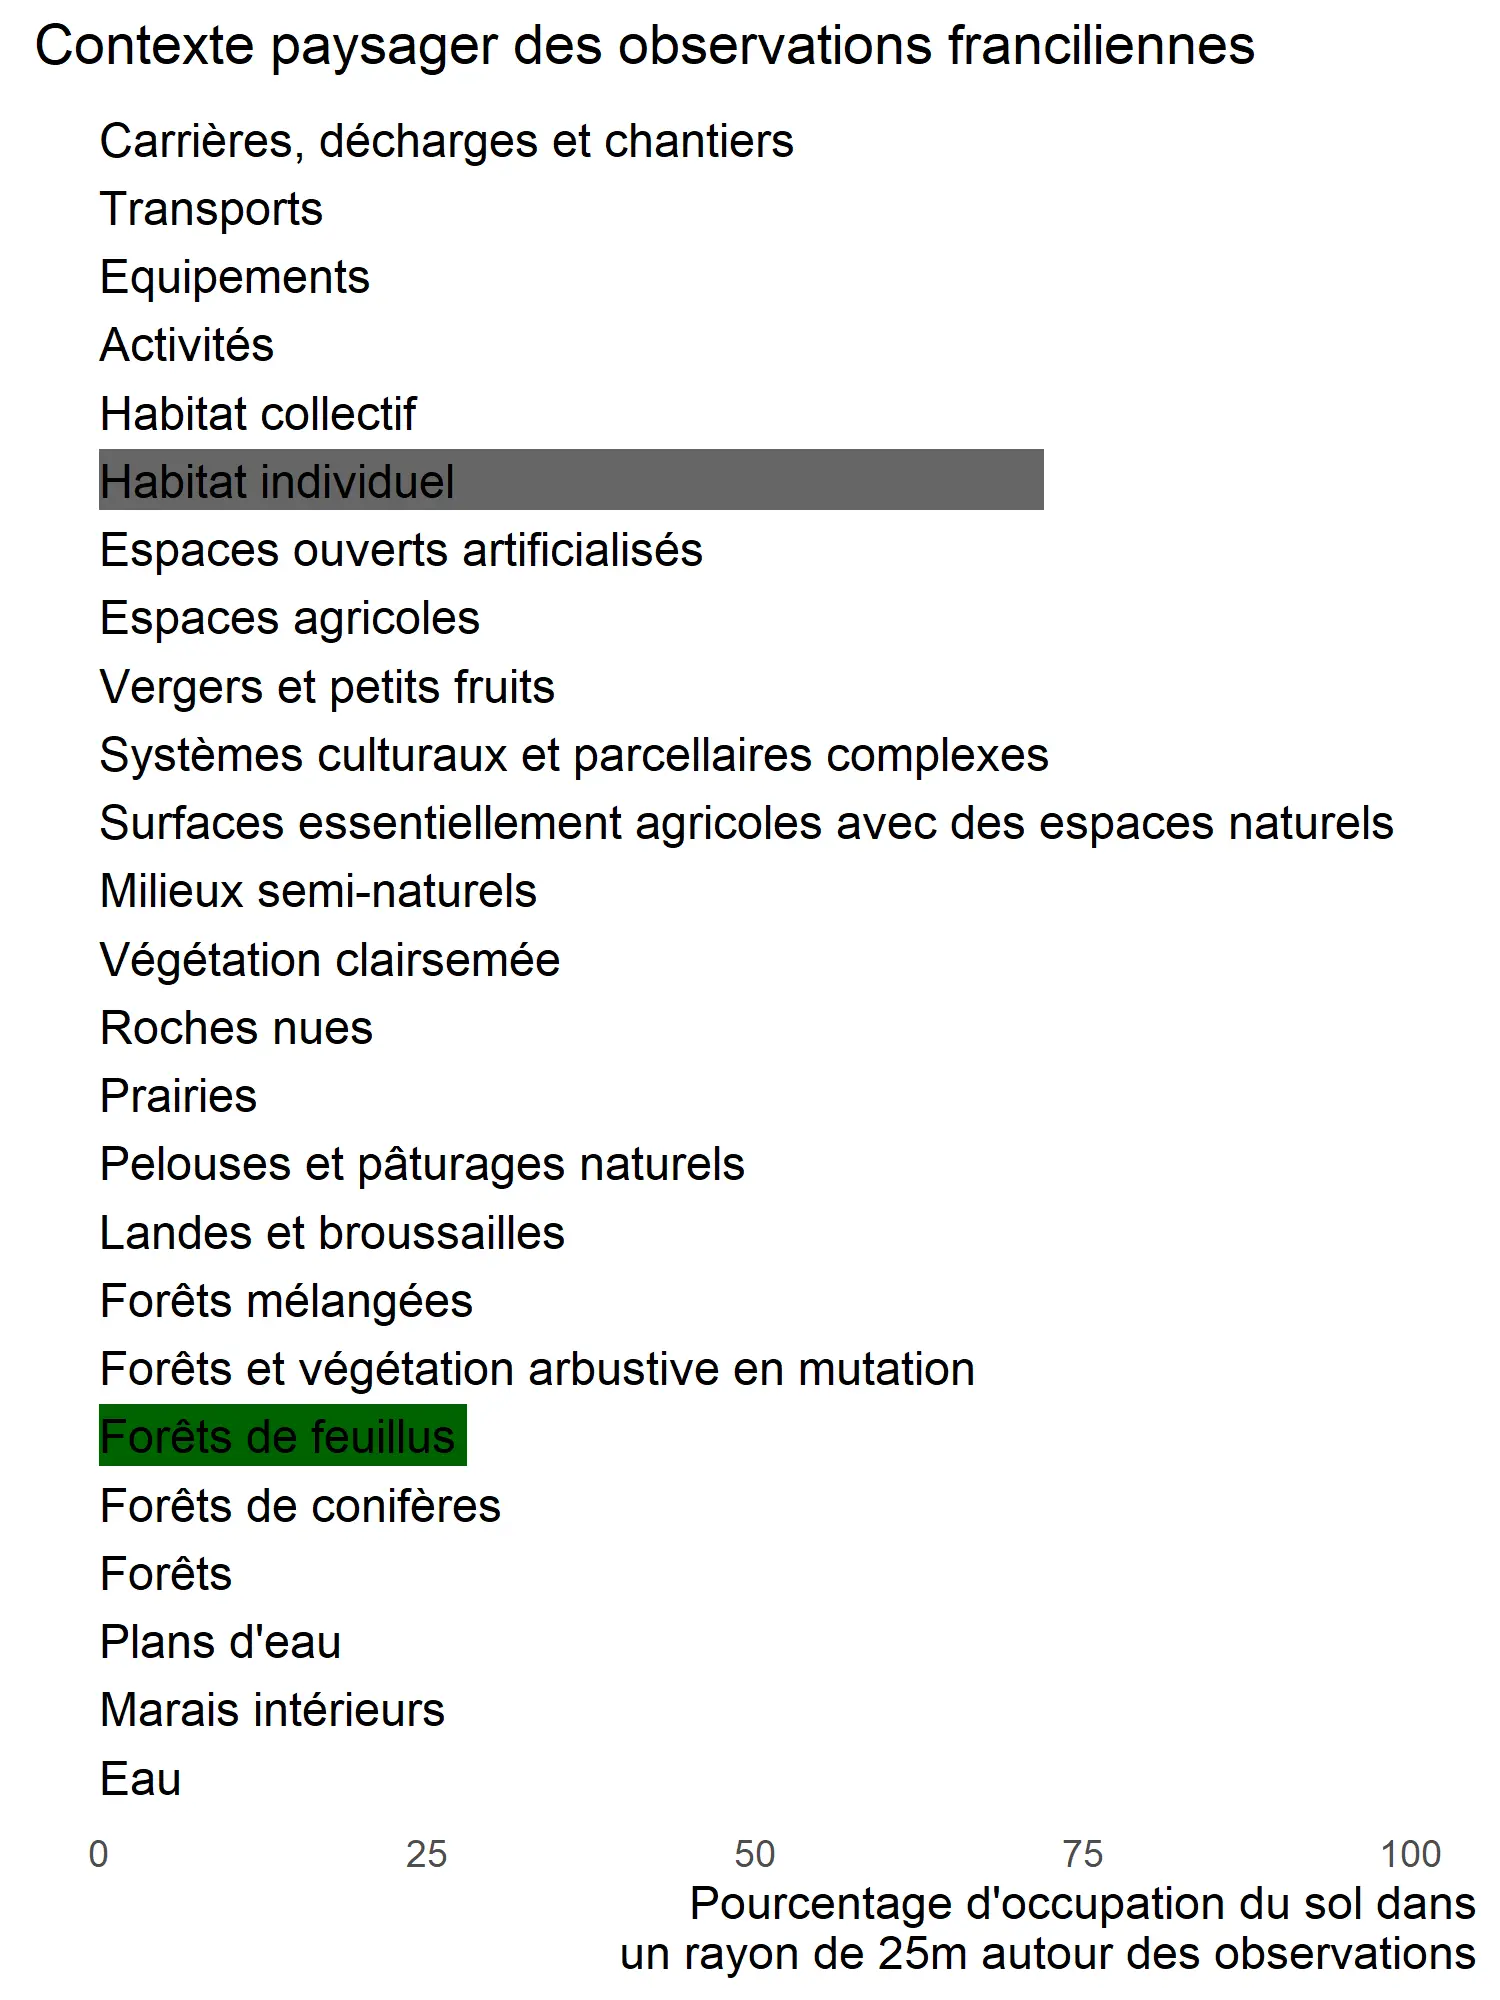 Contexte paysager des observations franciliennes
Carrières, décharges et chantiers
Transports
Equipements
Activités
Habitat collectif
Habitat individuel
Espaces ouverts artificialisés
Espaces agricoles
Vergers et petits fruits
Systèmes culturaux et parcellaires complexes
Surfaces essentiellement agricoles avec des espaces naturels
Milieux semi-naturels
Végétation clairsemée
Roches nues
Prairies
Pelouses et pâturages naturels
Landes et broussailles
Forêts mélangées
Forêts et végétation arbustive en mutation
Forêts de feuillus
Forêts de conifères
Forêts
Plans d'eau
Marais intérieurs
Eau
0 25 50 75 100
Pourcentage d'occupation du sol dans
un rayon de 25m autour des observations